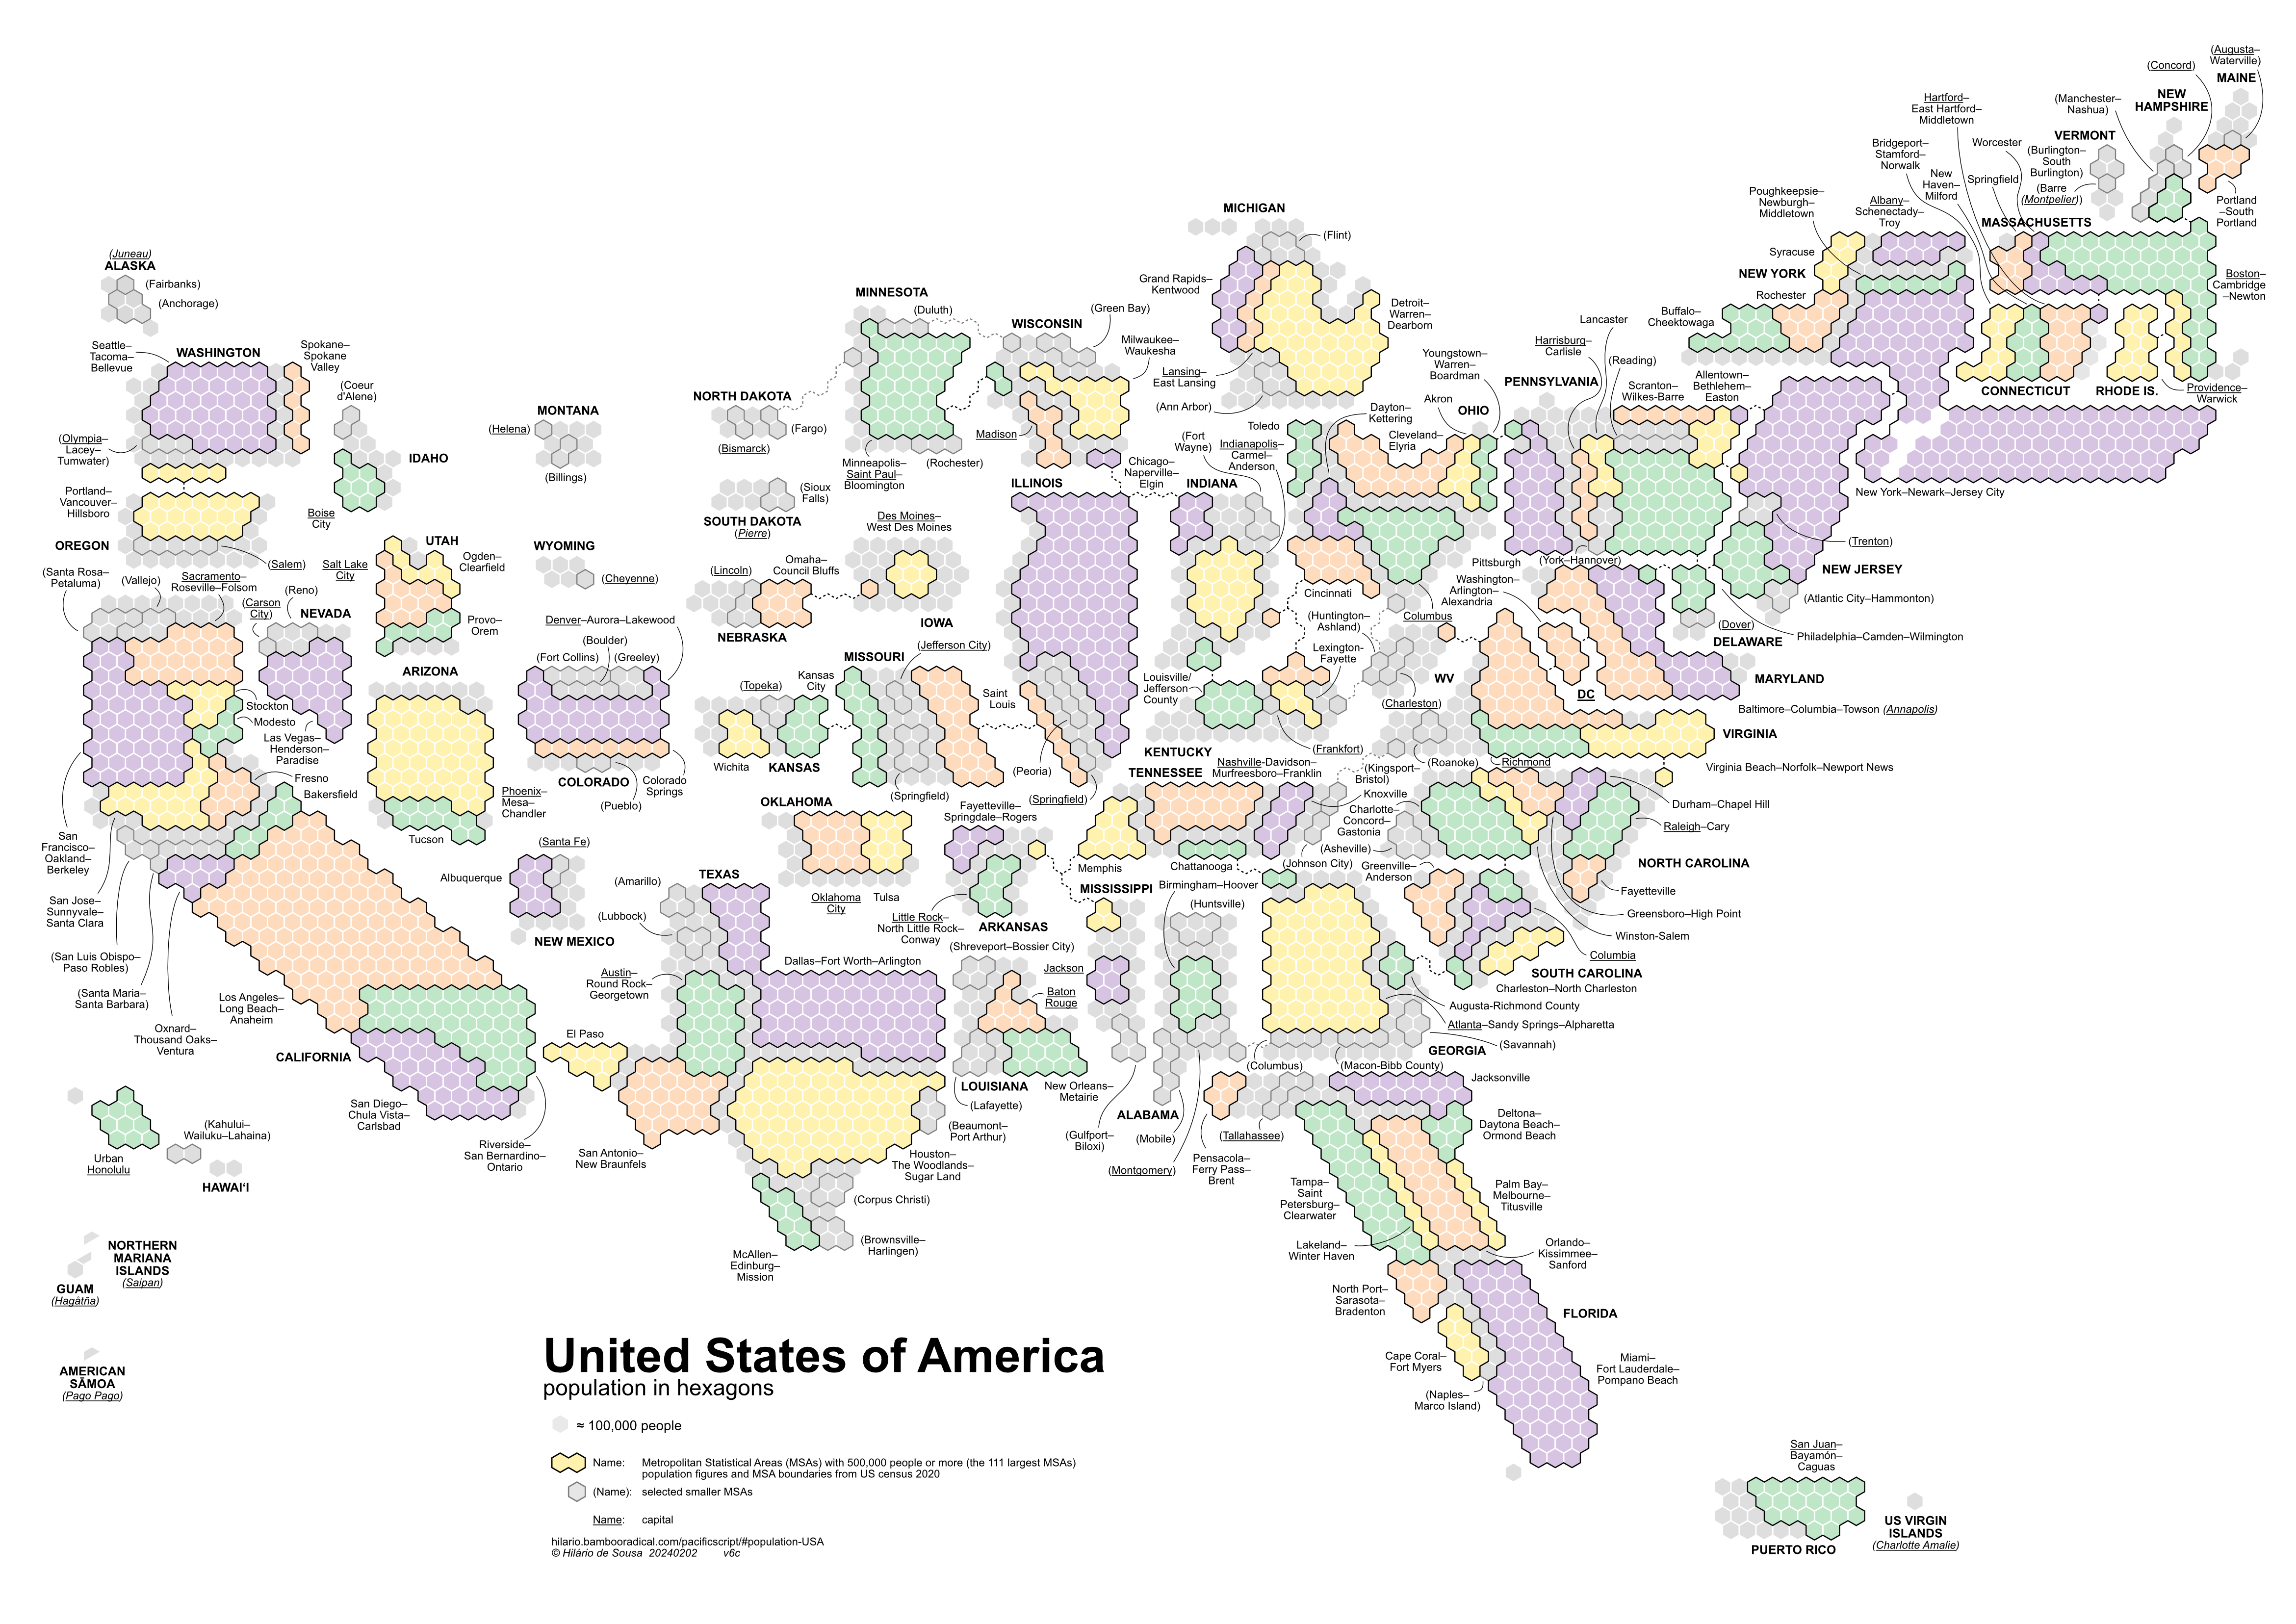 (Augusta–
Waterville)
MAINE
(Concord)
NEW
HAMPSHIRE
(Manchester–
Nashua)
VERMONT
(Burlington–
South
Burlington)
(Barre
(Montpelier))
Portland
–South
Portland
Hartford–
East Hartford–
Middletown
Worcester
Springfield
Bridgeport–
Stamford–
Norwalk
New
Haven–
Milford
MASSACHUSETTS
Boston–
Cambridge
–Newton
Poughkeepsie–
Newburgh–
Middletown
Albany–
Schenectady–
Troy
Syracuse
NEW YORK
Rochester
Buffalo–
Cheektowaga
CONNECTICUT
RHODE IS.
Providence–
Warwick
New York–Newark–Jersey City
MICHIGAN
(Flint)
Grand Rapids–
Kentwood
Detroit–
Warren–
Dearborn
Lansing–
East Lansing
(Ann Arbor)
(Juneau)
ALASKA
(Fairbanks)
(Anchorage)
Seattle–
Tacoma–
Bellevue
WASHINGTON
Spokane–
Spokane
Valley
(Coeur
d'Alene)
(Olympia–
Lacey–
Tumwater)
IDAHO
Boise
City
Portland–
Vancouver–
Hillsboro
OREGON
(Salem)
MONTANA
(Helena)
(Billings)
NORTH DAKOTA
(Fargo)
(Bismarck)
(Sioux
Falls)
SOUTH DAKOTA
(Pierre)
MINNESOTA
(Duluth)
Minneapolis–
Saint Paul–
Bloomington
(Rochester)
WISCONSIN
(Green Bay)
Milwaukee–
Waukesha
Madison
Chicago–
Naperville–
Elgin
ILLINOIS
INDIANA
(Fort
Wayne)
Indianapolis–
Carmel–
Anderson
Toledo
Dayton–
Kettering
Cleveland–
Elyria
Akron
OHIO
Youngstown–
Warren–
Boardman
Cincinnati
Columbus
PENNSYLVANIA
Harrisburg–
Carlisle
Lancaster
(Reading)
Scranton–
Wilkes-Barre
Allentown–
Bethlehem–
Easton
Pittsburgh
(York–Hannover)
(Trenton)
NEW JERSEY
(Atlantic City–Hammonton)
(Dover)
DELAWARE
Philadelphia–Camden–Wilmington
Washington–
Arlington–
Alexandria
DC
MARYLAND
Baltimore–Columbia–Towson (Annapolis)
VIRGINIA
Virginia Beach–Norfolk–Newport News
Richmond
(Roanoke)
WV
(Huntington–
Ashland)
(Charleston)
Lexington-
Fayette
Louisville/
Jefferson
County
(Frankfort)
KENTUCKY
UTAH
Salt Lake
City
Ogden–
Clearfield
Provo–
Orem
WYOMING
(Cheyenne)
(Lincoln)
Omaha–
Council Bluffs
NEBRASKA
Des Moines–
West Des Moines
IOWA
(Santa Rosa–
Petaluma)
(Vallejo)
Sacramento–
Roseville–Folsom
(Carson
City)
(Reno)
NEVADA
Stockton
Modesto
Las Vegas–
Henderson–
Paradise
Fresno
Bakersfield
ARIZONA
Phoenix–
Mesa–
Chandler
Tucson
Denver–Aurora–Lakewood
(Boulder)
(Fort Collins)
(Greeley)
COLORADO
Colorado
Springs
(Pueblo)
(Topeka)
Kansas
City
Wichita
KANSAS
MISSOURI
(Jefferson City)
Saint
Louis
(Springfield)
(Peoria)
(Springfield)
TENNESSEE
Nashville-Davidson–
Murfreesboro–Franklin
(Kingsport–
Bristol)
Knoxville
Memphis
Chattanooga
(Johnson City)
Charlotte–
Concord–
Gastonia
(Asheville)
Durham–Chapel Hill
Raleigh–Cary
NORTH CAROLINA
Fayetteville
Greensboro–High Point
Winston-Salem
Greenville–
Anderson
Columbia
SOUTH CAROLINA
Charleston–North Charleston
Augusta-Richmond County
Atlanta–Sandy Springs–Alpharetta
(Savannah)
GEORGIA
(Columbus)
(Macon-Bibb County)
San
Francisco–
Oakland–
Berkeley
San Jose–
Sunnyvale–
Santa Clara
(San Luis Obispo–
Paso Robles)
(Santa Maria–
Santa Barbara)
Oxnard–
Thousand Oaks–
Ventura
Los Angeles–
Long Beach–
Anaheim
CALIFORNIA
San Diego–
Chula Vista–
Carlsbad
Riverside–
San Bernardino–
Ontario
(Santa Fe)
Albuquerque
NEW MEXICO
OKLAHOMA
Oklahoma
City
Tulsa
Fayetteville–
Springdale–Rogers
Little Rock–
North Little Rock–
Conway
ARKANSAS
TEXAS
(Amarillo)
(Lubbock)
Austin–
Round Rock–
Georgetown
Dallas–Fort Worth–Arlington
El Paso
San Antonio–
New Braunfels
Houston–
The Woodlands–
Sugar Land
(Beaumont–
Port Arthur)
(Corpus Christi)
(Brownsville–
Harlingen)
McAllen–
Edinburg–
Mission
(Shreveport–Bossier City)
Baton
Rouge
LOUISIANA
New Orleans–
Metairie
(Lafayette)
MISSISSIPPI
Jackson
(Gulfport–
Biloxi)
Birmingham–Hoover
(Huntsville)
ALABAMA
(Mobile)
(Montgomery)
Pensacola–
Ferry Pass–
Brent
(Tallahassee)
Jacksonville
Deltona–
Daytona Beach–
Ormond Beach
Tampa–
Saint
Petersburg–
Clearwater
Palm Bay–
Melbourne–
Titusville
Lakeland–
Winter Haven
Orlando–
Kissimmee–
Sanford
North Port–
Sarasota–
Bradenton
FLORIDA
Cape Coral–
Fort Myers
(Naples–
Marco Island)
Miami–
Fort Lauderdale–
Pompano Beach
Urban
Honolulu
(Kahului–
Wailuku–Lahaina)
HAWAI‘I
NORTHERN
MARIANA
ISLANDS
(Saipan)
GUAM
(Hagåtña)
AMERICAN
SĀMOA
(Pago Pago)
San Juan–
Bayamón–
Caguas
PUERTO RICO
US VIRGIN
ISLANDS
(Charlotte Amalie)
United States of America
population in hexagons
≈ 100,000 people
Name: Metropolitan Statistical Areas (MSAs) with 500,000 people or more (the 111 largest MSAs)
population figures and MSA boundaries from US census 2020
(Name): selected smaller MSAs
Name: capital
hilario.bambooradical.com/pacificscript/#population-USA
© Hilário de Sousa 20240202 v6c